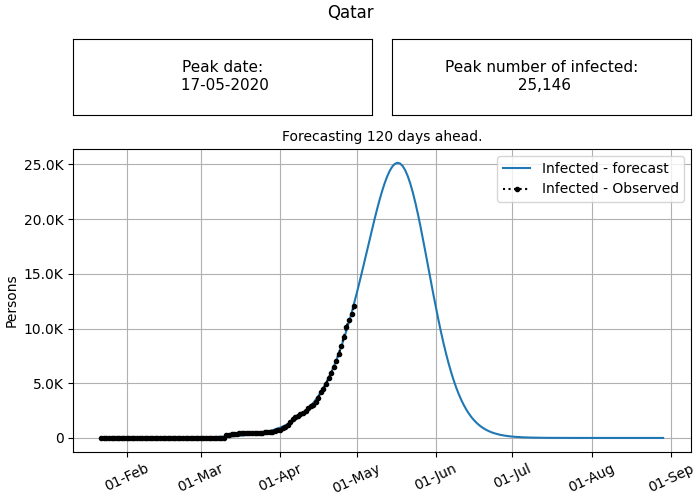 Qatar
Peak date:
17-05-2020
Peak number of infected:
25,146
Forecasting 120 days ahead.
Infected - forecast
Infected - Observed
Persons
25.0K
20.0K
15.0K
10.0K
5.0K
0
01-Feb
01-Mar
01-Apr
01-May
01-Jun
01-Jul
01-Aug
01-Sep